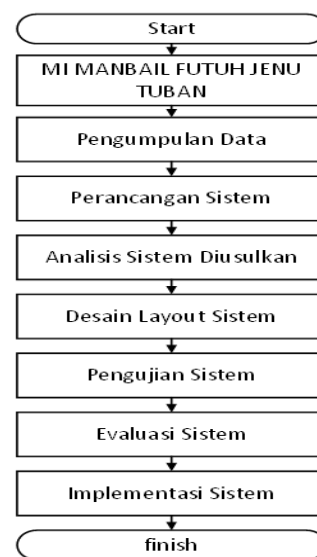 Start
MI MANBAIL FUTUH JENU
TUBAN
Pengumpulan Data
Perancangan Sistem
Analisis Sistem Diusulkan
Desain Layout Sistem
Pengujian Sistem
Evaluasi Sistem
Implementasi Sistem
finish